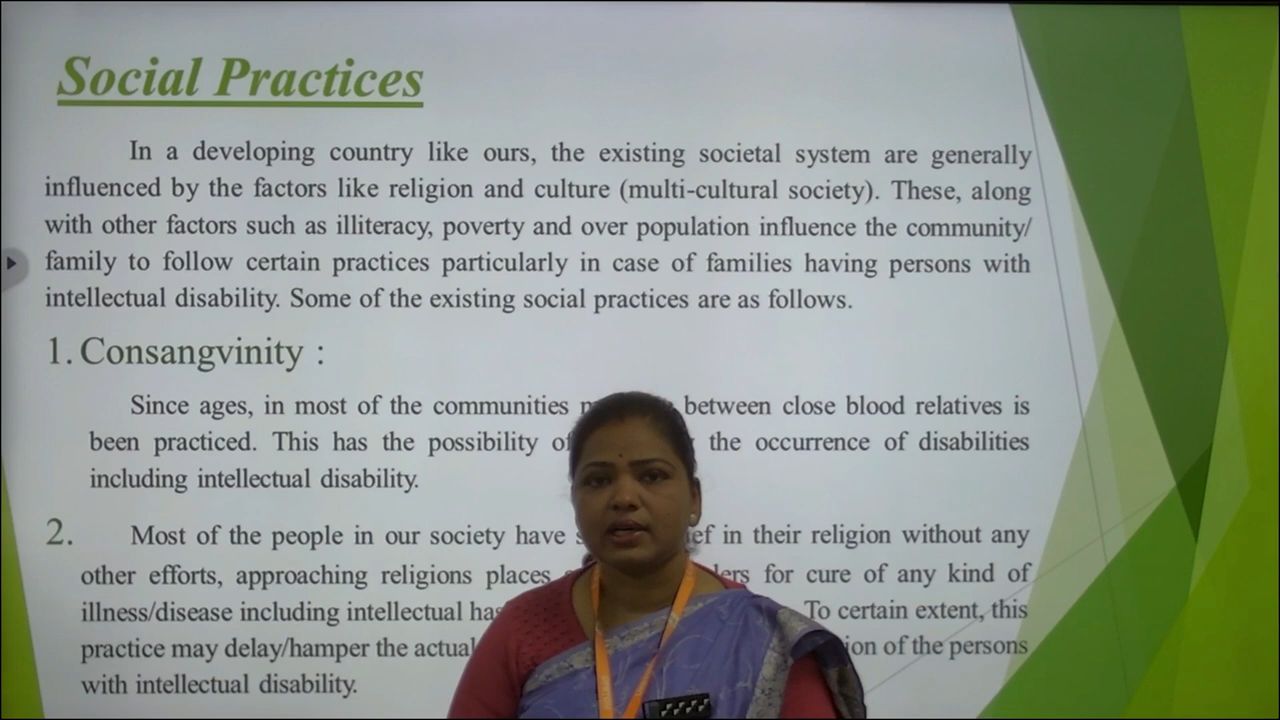 Social Practices
In a developing country like ours, the existing societal system are generally
influenced by the factors like religion and culture (multi-cultural society). These, along
with other factors such as illiteracy, poverty and over population influence the community/
family to follow certain practices particularly in case of families having persons with
intellectual disability. Some of the existing social practices are as follows.
1. Consangvinity :
Since ages, in most of the communities between close blood relatives is
been practiced. This has the possibility the occurrence of disabilities
including intellectual disability.
2. Most of the people in our society have in their religion without any
other efforts, approaching religions places for cure of any kind of
illness/disease including intellectual To certain extent, this
practice may delay/hamper the actual of the persons
with intellectual disability.